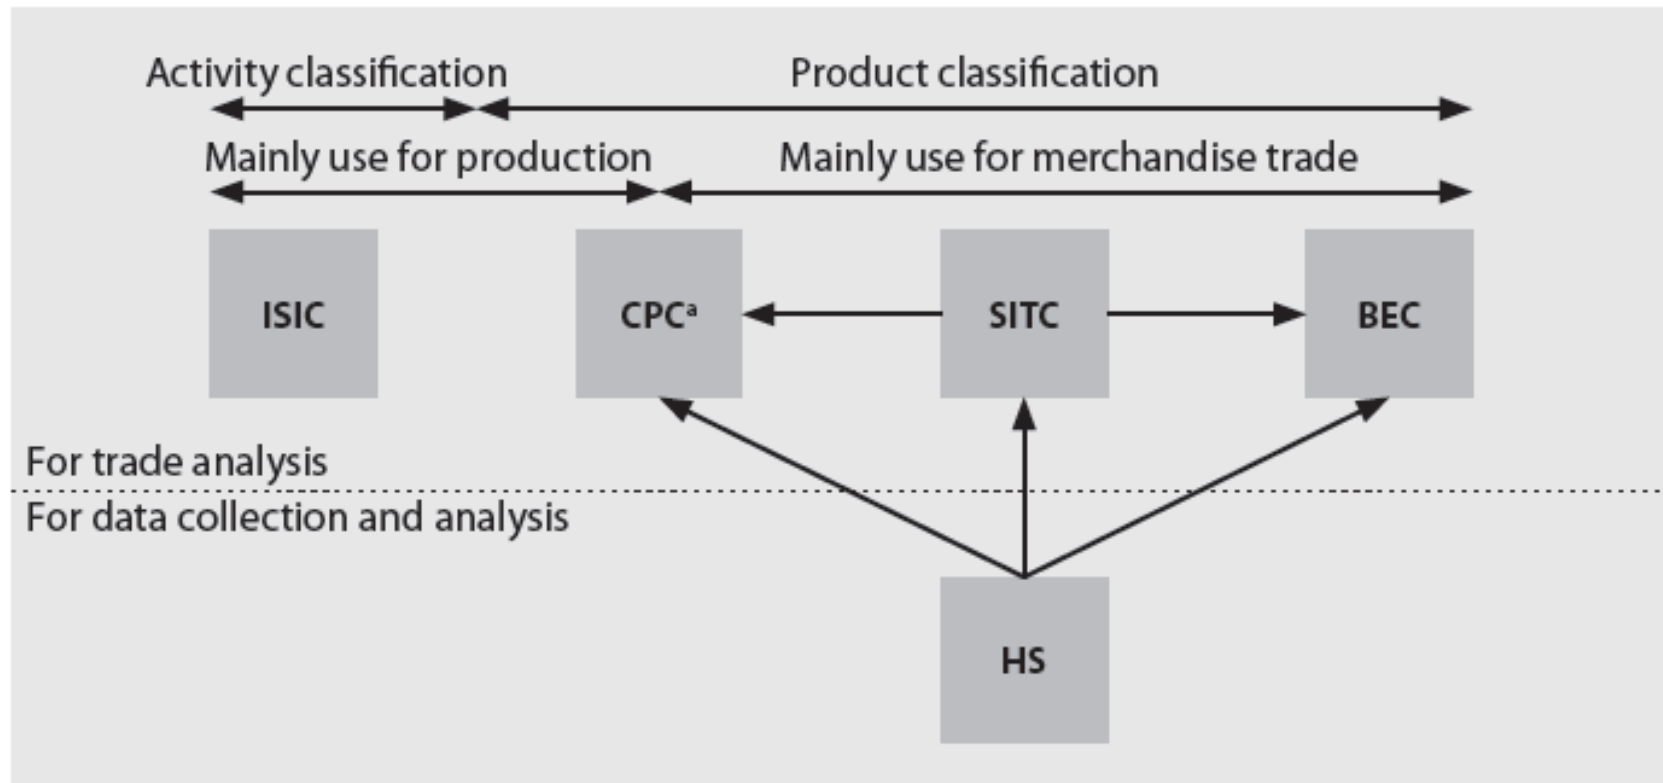 Activity classification
Product classification
Mainly use for production
Mainly use for merchandise trade
ISIC
CPCᵃ
SITC
BEC
For trade analysis
For data collection and analysis
HS